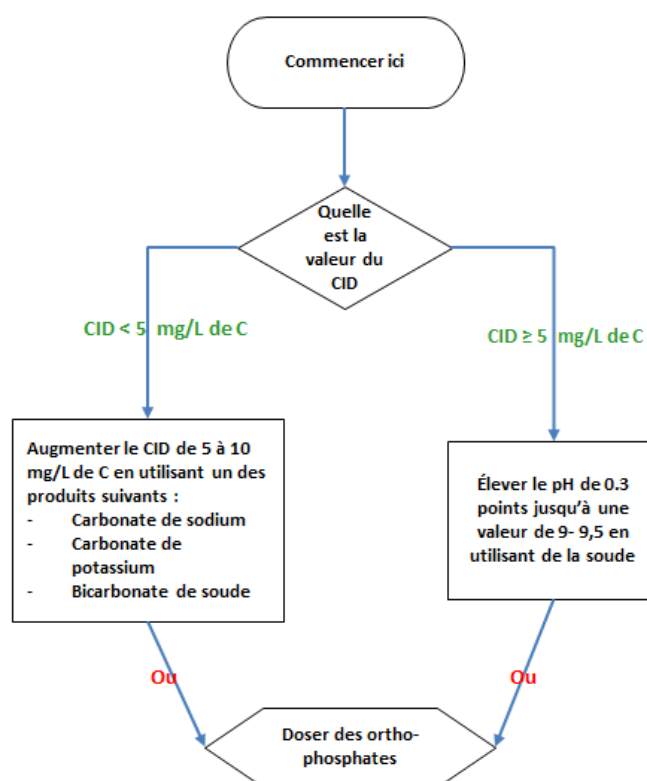 Commencer ici
Quelle
est la
valeur du
CID
CID < 5 mg/L de C
CID ≥ 5 mg/L de C
Augmenter le CID de 5 à 10
mg/L de C en utilisant un des
produits suivants :
- Carbonate de sodium
- Carbonate de
potassium
- Bicarbonate de soude
Élever le pH de 0.3
points jusqu'à une
valeur de 9- 9,5 en
utilisant de la soude
Ou
Ou
Doser des ortho-
phosphates